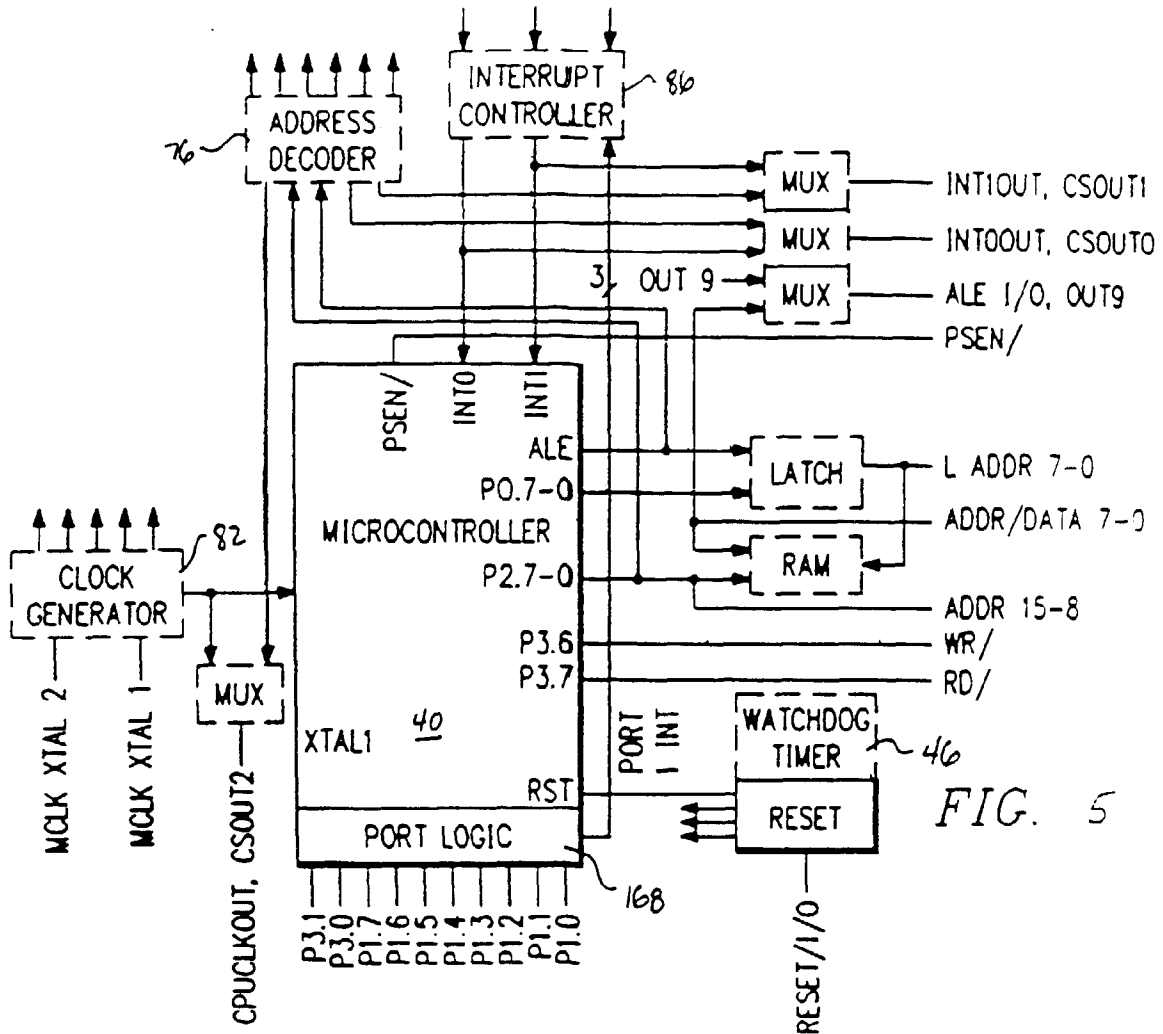 INTERRUPT
CONTROLLER
86
ADDRESS
DECODER
76
MUX
INT1OUT, CSOUT1
MUX
INT0OUT, CSOUT0
3
OUT 9
MUX
ALE I/O, OUT9
PSEN/
PSEN/
INT0
INT1
ALE
LATCH
L ADDR 7-0
P0.7-0
MICROCONTROLLER
ADDR/DATA 7-0
82
CLOCK
GENERATOR
P2.7-0
RAM
ADDR 15-8
P3.6
WR/
P3.7
RD/
MCLK XTAL 2
MCLK XTAL 1
MUX
CPUCLKOUT, CSOUT2
XTAL1
40
PORT
1 INT
WATCHDOG
TIMER
46
RST
RESET
FIG. 5
PORT LOGIC
168
P3.1
P3.0
P1.7
P1.6
P1.5
P1.4
P1.3
P1.2
P1.1
P1.0
RESET/I/O